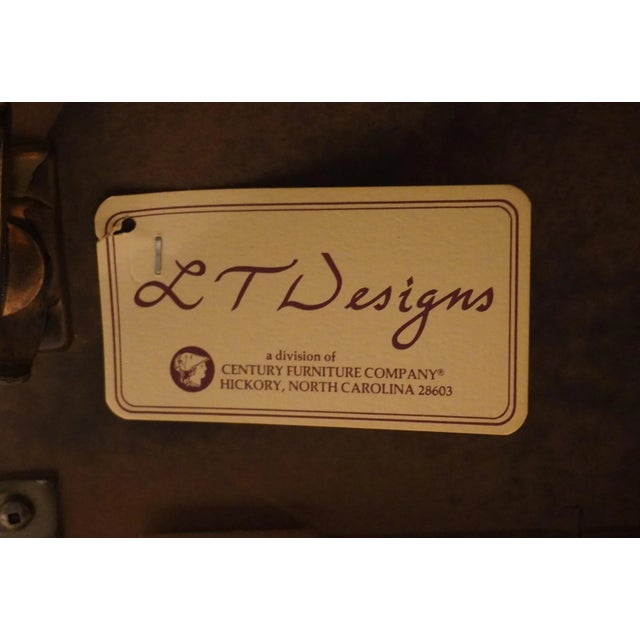 LT Designs
a division of
CENTURY FURNITURE COMPANY®
HICKORY, NORTH CAROLINA 28603